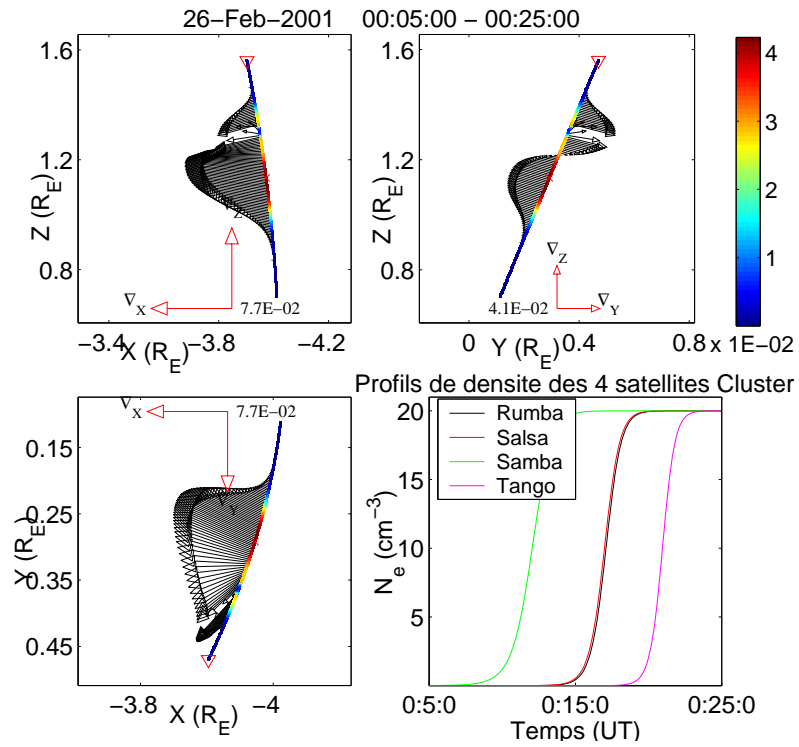 26−Feb−2001 00:05:00 − 00:25:00
1.6
1.2
0.8
Z (R_E)
∇_Z
∇_X
7.7E−02
−3.4 −3.8 −4.2
X (R_E)
1.6
1.2
0.8
Z (R_E)
∇_Z
∇_Y
4.1E−02
0 0.4 0.8
Y (R_E)
4
3
2
1
0
x 1E−02
∇_X
7.7E−02
∇_Y
0.15
0.25
0.35
0.45
Y (R_E)
−3.8 −4
X (R_E)
Profils de densite des 4 satellites Cluster
Rumba
Salsa
Samba
Tango
20
15
10
5
N_e (cm^−3)
0:5:0 0:15:0 0:25:0
Temps (UT)